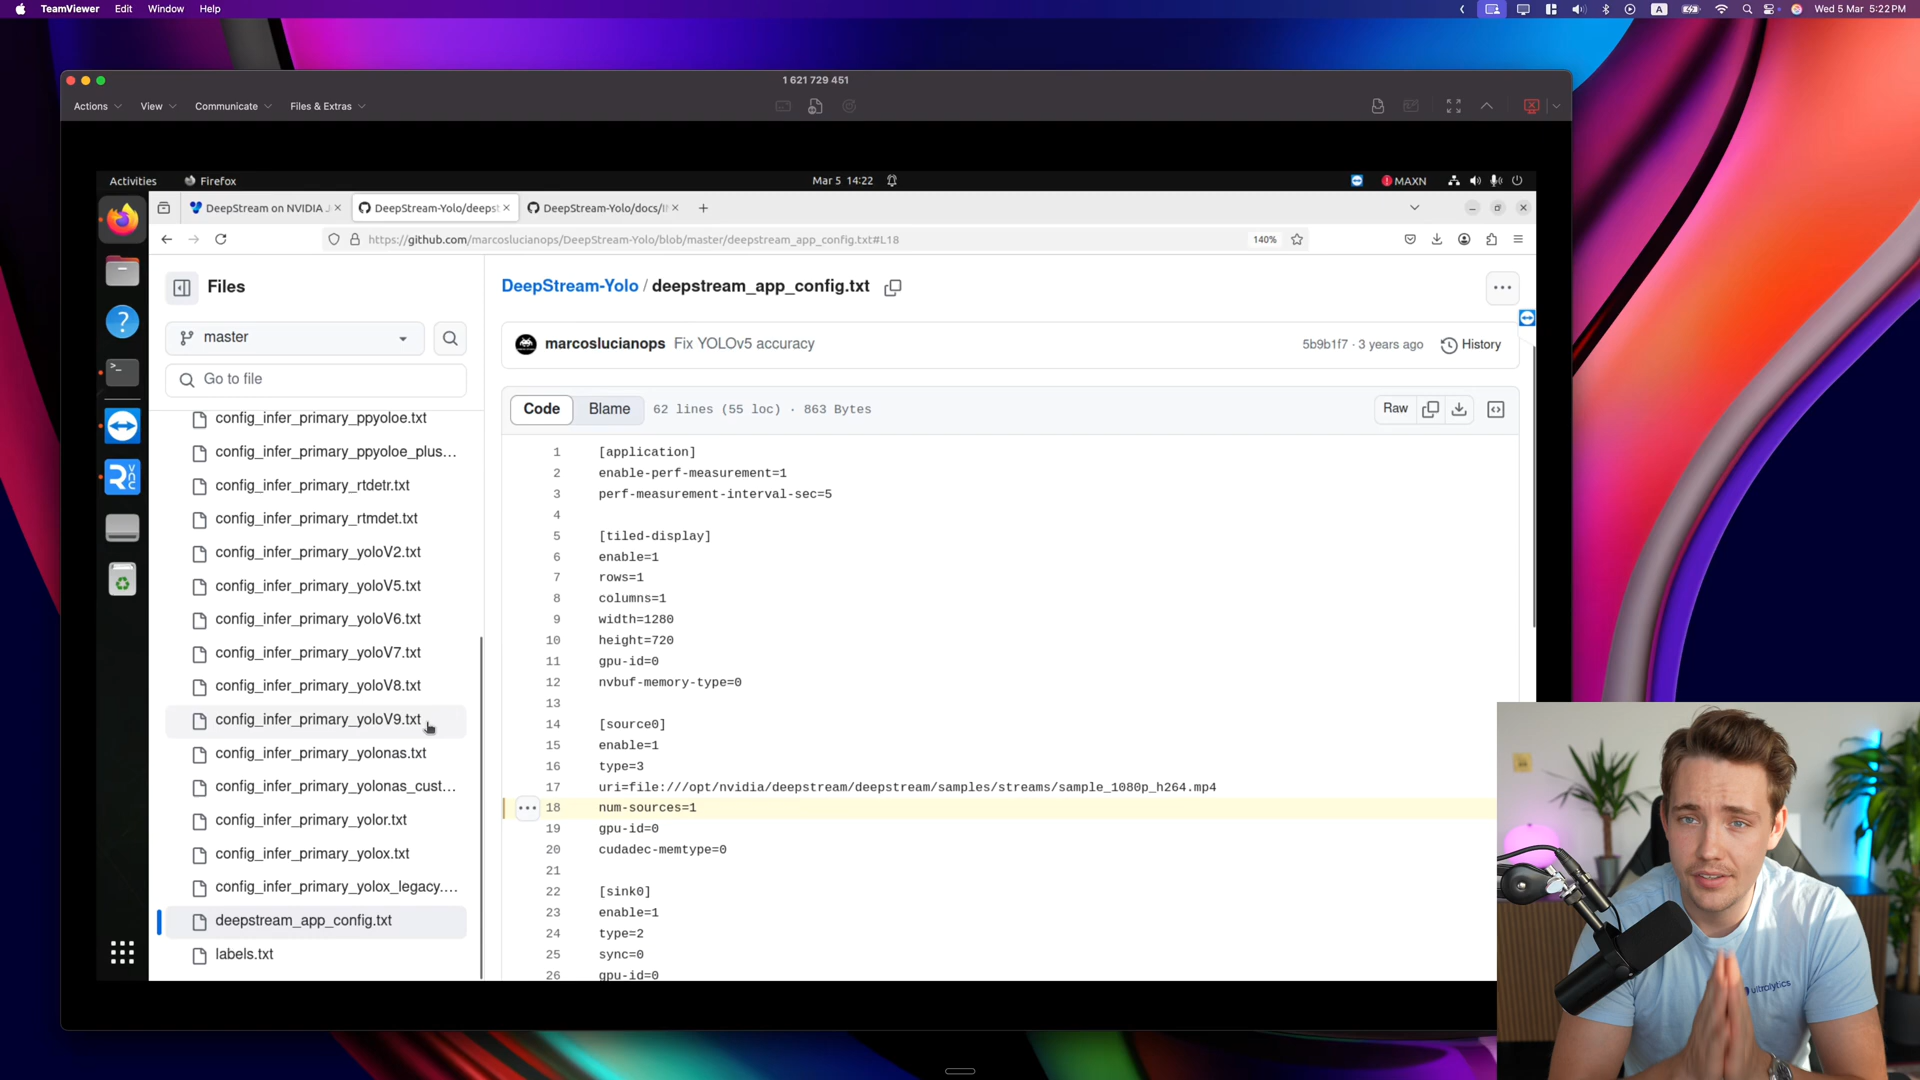 TeamViewer Edit Window Help
A Wed 5 Mar 5:22 PM
1 621 729 451
Actions View Communicate Files & Extras
Activities Firefox Mar 5 14:22 MAXN
DeepStream on NVIDIA J DeepStream-Yolo/deepst DeepStream-Yolo/docs/I
https://github.com/marcoslucianops/DeepStream-Yolo/blob/master/deepstream_app_config.txt#L18 140%
Files
master
Go to file
config_infer_primary_ppyoloe.txt
config_infer_primary_ppyoloe_plus...
config_infer_primary_rtdetr.txt
config_infer_primary_rtmdet.txt
config_infer_primary_yoloV2.txt
config_infer_primary_yoloV5.txt
config_infer_primary_yoloV6.txt
config_infer_primary_yoloV7.txt
config_infer_primary_yoloV8.txt
config_infer_primary_yoloV9.txt
config_infer_primary_yolonas.txt
config_infer_primary_yolonas_cust...
config_infer_primary_yolor.txt
config_infer_primary_yolox.txt
config_infer_primary_yolox_legacy....
deepstream_app_config.txt
labels.txt
DeepStream-Yolo / deepstream_app_config.txt
marcoslucianops Fix YOLOv5 accuracy 5b9b1f7 · 3 years ago History
Code Blame 62 lines (55 loc) · 863 Bytes Raw
1 [application]
2 enable-perf-measurement=1
3 perf-measurement-interval-sec=5
4
5 [tiled-display]
6 enable=1
7 rows=1
8 columns=1
9 width=1280
10 height=720
11 gpu-id=0
12 nvbuf-memory-type=0
13
14 [source0]
15 enable=1
16 type=3
17 uri=file:///opt/nvidia/deepstream/deepstream/samples/streams/sample_1080p_h264.mp4
18 num-sources=1
19 gpu-id=0
20 cudadec-memtype=0
21
22 [sink0]
23 enable=1
24 type=2
25 sync=0
26 gpu-id=0
ultralytics